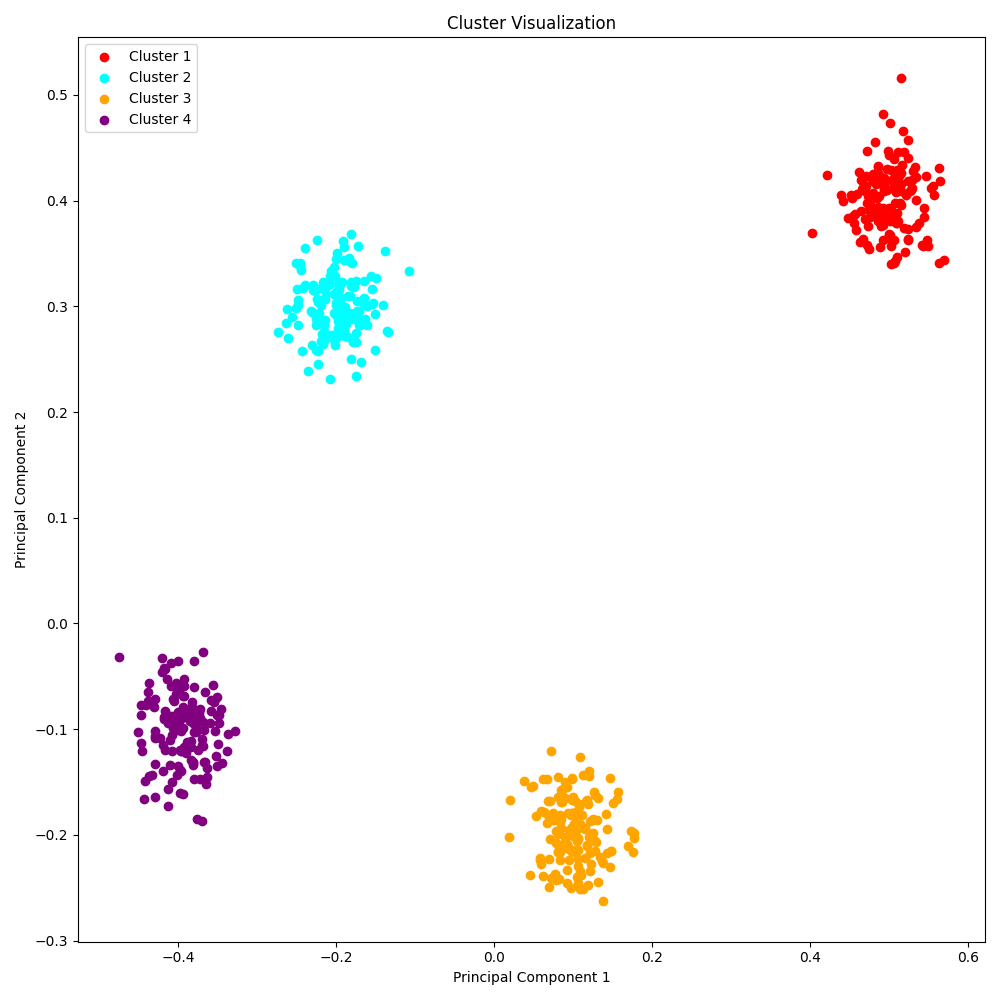 Cluster Visualization
Cluster 1
Cluster 2
Cluster 3
Cluster 4
0.5
0.4
0.3
0.2
0.1
0.0
−0.1
−0.2
−0.3
Principal Component 2
−0.4 −0.2 0.0 0.2 0.4 0.6
Principal Component 1